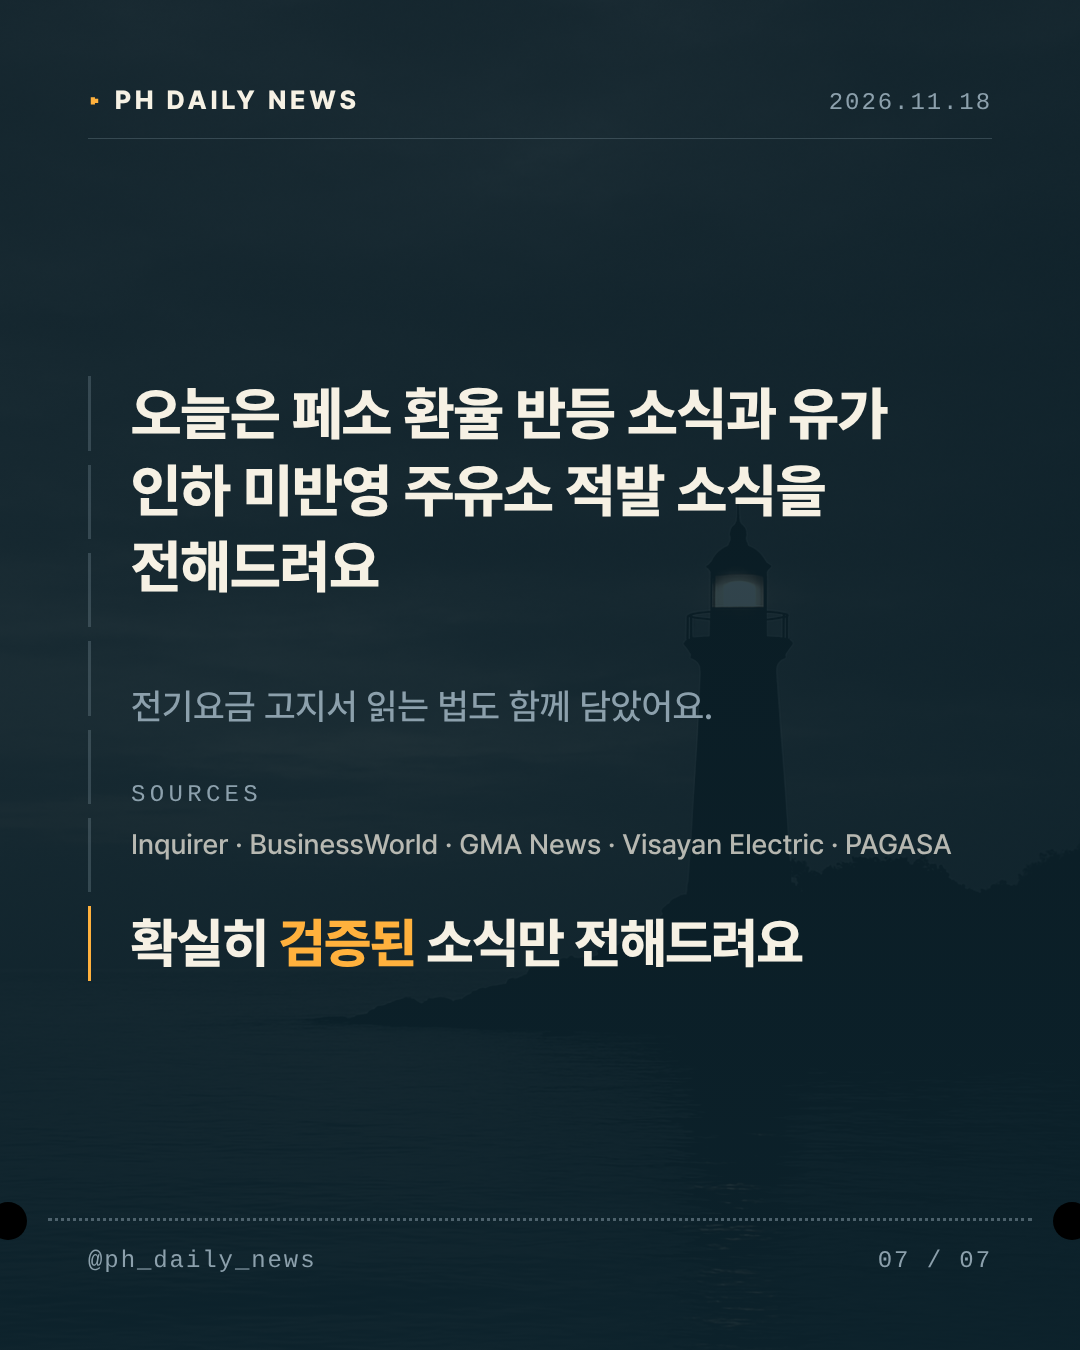 PH DAILY NEWS
2026.11.18
오늘은 페소 환율 반등 소식과 유가
인하 미반영 주유소 적발 소식을
전해드려요
전기요금 고지서 읽는 법도 함께 담았어요.
SOURCES
Inquirer · BusinessWorld · GMA News · Visayan Electric · PAGASA
확실히 검증된 소식만 전해드려요
@ph_daily_news
07 / 07